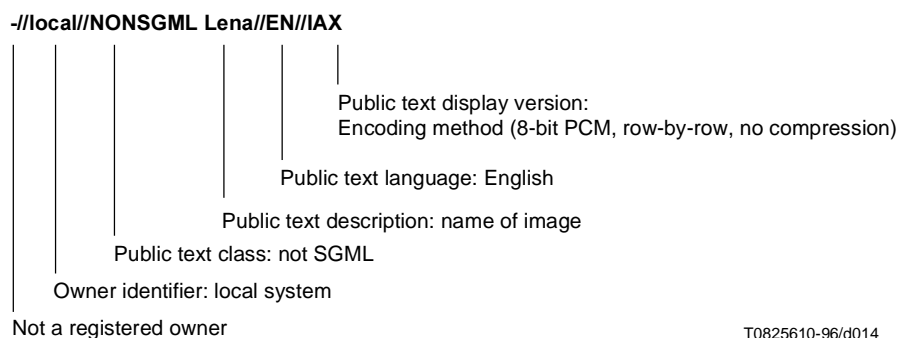 -//local//NONSGML Lena//EN//IAX
Public text display version:
Encoding method (8-bit PCM, row-by-row, no compression)
Public text language: English
Public text description: name of image
Public text class: not SGML
Owner identifier: local system
Not a registered owner
T0825610-96/d014